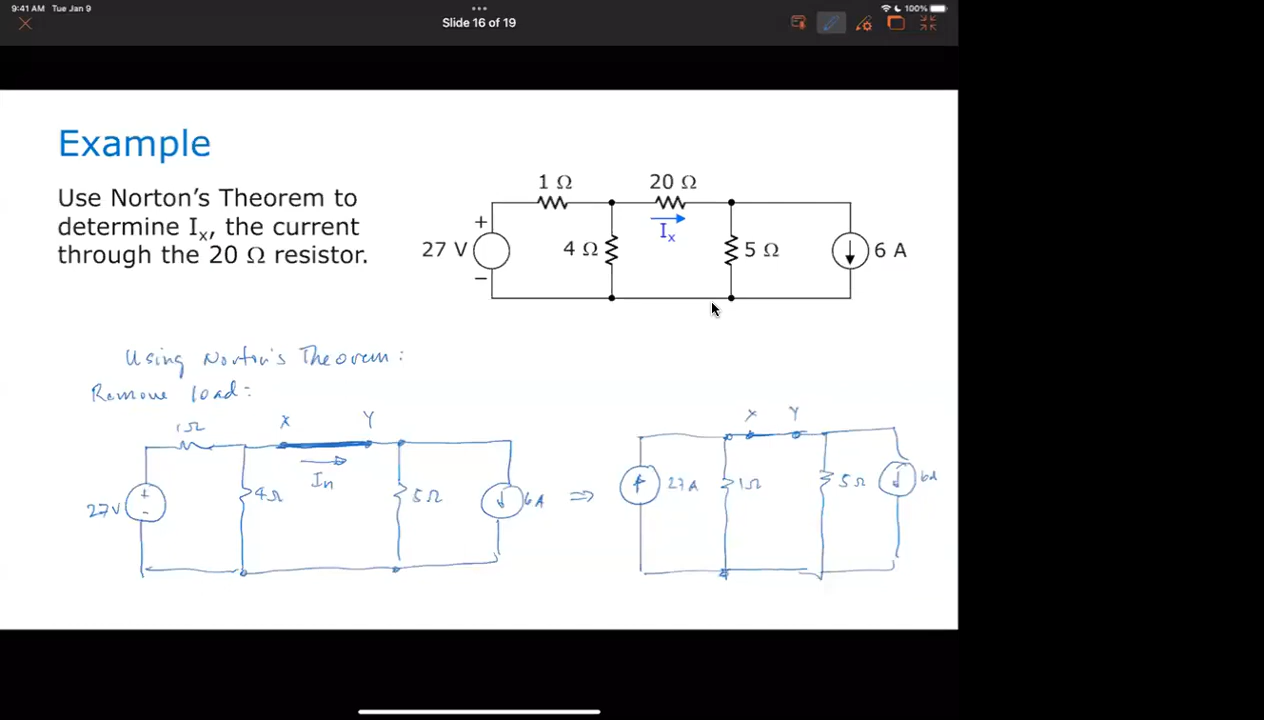 9:41 AM Tue Jan 9
100%
Slide 16 of 19
Example
Use Norton's Theorem to
determine Ix, the current
through the 20 Ω resistor.
1 Ω
20 Ω
+
Ix
27 V
4 Ω
5 Ω
6 A
−
Using Norton's Theorem:
Remove load:
1Ω
X
Y
In
27V
+
-
4Ω
5Ω
6A
⇒
X
Y
27A
1Ω
5Ω
6A